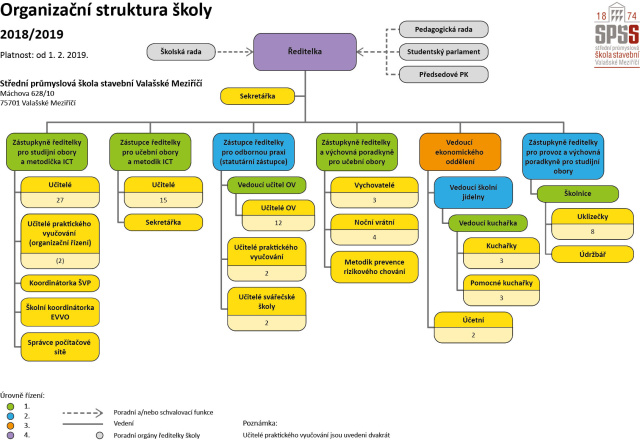 Organizační struktura školy
2018/2019
Platnost: od 1. 2. 2019.
Střední průmyslová škola stavební Valašské Meziříčí
Máchova 628/10
75701 Valašské Meziříčí
18 74
SPSS
střední průmyslová
škola stavební
Valašské Meziříčí
Školská rada
Ředitelka
Pedagogická rada
Studentský parlament
Předsedové PK
Sekretářka
Zástupkyně ředitelky
pro studijní obory
a metodička ICT
Učitelé
27
Učitelé praktického
vyučování
(organizační řízení)
(2)
Koordinátorka ŠVP
Školní koordinátorka
EVVO
Správce počítačové
sítě
Zástupce ředitelky
pro učební obory
a metodik ICT
Učitelé
15
Sekretářka
Zástupce ředitelky
pro odbornou praxi
(statutární zástupce)
Vedoucí učitel OV
Učitelé OV
12
Učitelé praktického
vyučování
2
Učitelé svářečské
školy
2
Zástupkyně ředitelky
a výchovná poradkyně
pro učební obory
Vychovatelé
3
Noční vrátní
4
Metodik prevence
rizikového chování
Vedoucí
ekonomického
oddělení
Vedoucí školní
jídelny
Vedoucí kuchařka
Kuchařky
3
Pomocné kuchařky
3
Účetní
2
Zástupkyně ředitelky
pro provoz a výchovná
poradkyně pro studijní
obory
Školnice
Uklízečky
8
Údržbář
Úrovně řízení:
1.
2.
3.
4.
Poradní a/nebo schvalovací funkce
Vedení
Poradní orgány ředitelky školy
Poznámka:
Učitelé praktického vyučování jsou uvedeni dvakrát